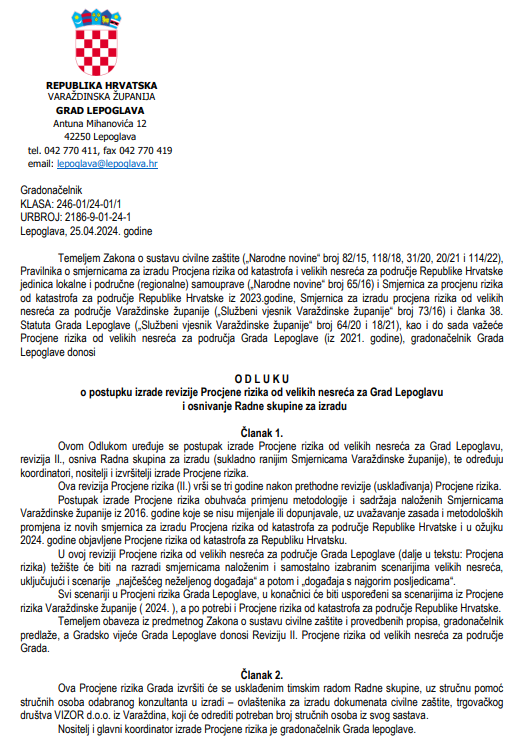 REPUBLIKA HRVATSKA
VARAŽDINSKA ŽUPANIJA
GRAD LEPOGLAVA
Antuna Mihanovića 12
42250 Lepoglava
tel. 042 770 411, fax 042 770 419
email: lepoglava@lepoglava.hr
Gradonačelnik
KLASA: 246-01/24-01/1
URBROJ: 2186-9-01-24-1
Lepoglava, 25.04.2024. godine
Temeljem Zakona o sustavu civilne zaštite („Narodne novine“ broj 82/15, 118/18, 31/20, 20/21 i 114/22),
Pravilnika o smjernicama za izradu Procjena rizika od katastrofa i velikih nesreća za područje Republike Hrvatske
jedinica lokalne i područne (regionalne) samouprave („Narodne novine“ broj 65/16) i Smjernica za procjenu rizika
od katastrofa za područje Republike Hrvatske iz 2023.godine, Smjernica za izradu procjena rizika od velikih
nesreća za područje Varaždinske županije („Službeni vjesnik Varaždinske županije“ broj 73/16) i članka 38.
Statuta Grada Lepoglave („Službeni vjesnik Varaždinske županije“ broj 64/20 i 18/21), kao i do sada važeće
Procjene rizika od velikih nesreća za područja Grada Lepoglave (iz 2021. godine), gradonačelnik Grada
Lepoglave donosi
O D L U K U
o postupku izrade revizije Procjene rizika od velikih nesreća za Grad Lepoglavu
i osnivanje Radne skupine za izradu
Članak 1.
Ovom Odlukom uređuje se postupak izrade Procjene rizika od velikih nesreća za Grad Lepoglavu,
revizija II., osniva Radna skupina za izradu (sukladno ranijim Smjernicama Varaždinske županije), te određuju
koordinatori, nositelji i izvršitelji izrade Procjene rizika.
Ova revizija Procjene rizika (II.) vrši se tri godine nakon prethodne revizije (usklađivanja) Procjene rizika.
Postupak izrade Procjene rizika obuhvaća primjenu metodologije i sadržaja naloženih Smjernicama
Varaždinske županije iz 2016. godine koje se nisu mijenjale ili dopunjavale, uz uvažavanje zasada i metodoloških
promjena iz novih smjernica za izradu Procjena rizika od katastrofa za područje Republike Hrvatske i u ožujku
2024. godine objavljene Procjene rizika od katastrofa za Republiku Hrvatsku.
U ovoj reviziji Procjene rizika od velikih nesreća za područje Grada Lepoglave (dalje u tekstu: Procjena
rizika) težište će biti na razradi smjernicama naloženim i samostalno izabranim scenarijima velikih nesreća,
uključujući i scenarije „najčešćeg neželjenog događaja“ a potom i „događaja s najgorim posljedicama“.
Svi scenariji u Procjeni rizika Grada Lepoglave, u konačnici će biti uspoređeni sa scenarijima iz Procjene
rizika Varaždinske županije ( 2024. ), a po potrebi i Procjene rizika od katastrofa za područje Republike Hrvatske.
Temeljem obaveza iz predmetnog Zakona o sustavu civilne zaštite i provedbenih propisa, gradonačelnik
predlaže, a Gradsko vijeće Grada Lepoglave donosi Reviziju II. Procjene rizika od velikih nesreća za područje
Grada.
Članak 2.
Ova Procjene rizika Grada izvršiti će se usklađenim timskim radom Radne skupine, uz stručnu pomoć
stručnih osoba odabranog konzultanta u izradi – ovlaštenika za izradu dokumenata civilne zaštite, trgovačkog
društva VIZOR d.o.o. iz Varaždina, koji će odrediti potreban broj stručnih osoba iz svog sastava.
Nositelj i glavni koordinator izrade Procjene rizika je gradonačelnik Grada lepoglave.